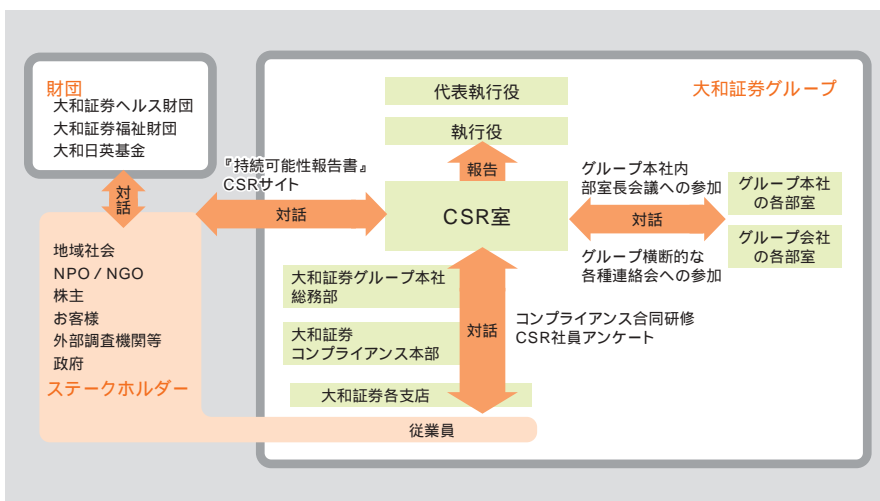 財団
大和証券ヘルス財団
大和証券福祉財団
大和日英基金
対話
地域社会
NPO / NGO
株主
お客様
外部調査機関等
政府
ステークホルダー
『持続可能性報告書』
CSRサイト
対話
大和証券グループ
代表執行役
執行役
報告
CSR室
グループ本社内
部室長会議への参加
対話
グループ横断的な
各種連絡会への参加
グループ本社
の各部室
グループ会社
の各部室
大和証券グループ本社
総務部
大和証券
コンプライアンス本部
大和証券各支店
対話
コンプライアンス合同研修
CSR社員アンケート
従業員